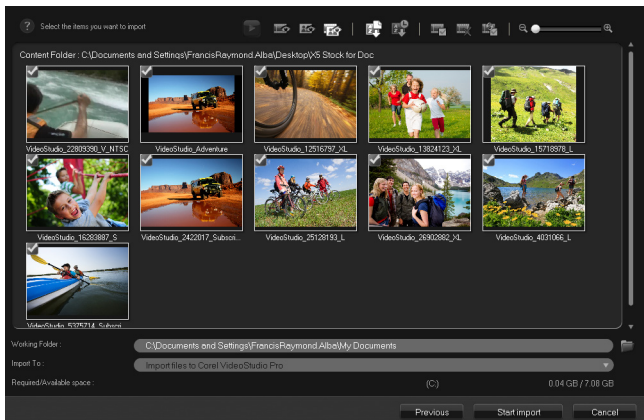 Select the items you want to import
Content Folder : C:\Documents and Settings\FrancisRaymond.Alba\Desktop\X5 Stock for Doc
VideoStudio_22809390_V_NTSC
VideoStudio_Adventure
VideoStudio_12516797_XL
VideoStudio_13824123_XL
VideoStudio_15718978_L
VideoStudio_16283887_S
VideoStudio_2422017_Subscri...
VideoStudio_25128193_L
VideoStudio_26902882_XL
VideoStudio_4031066_L
VideoStudio_5375714_Subscri...
Working Folder :
C:\Documents and Settings\FrancisRaymond.Alba\My Documents
Import To :
Import files to Corel VideoStudio Pro
Required/Available space :
(C:)
0.04 GB / 7.08 GB
Previous
Start import
Cancel